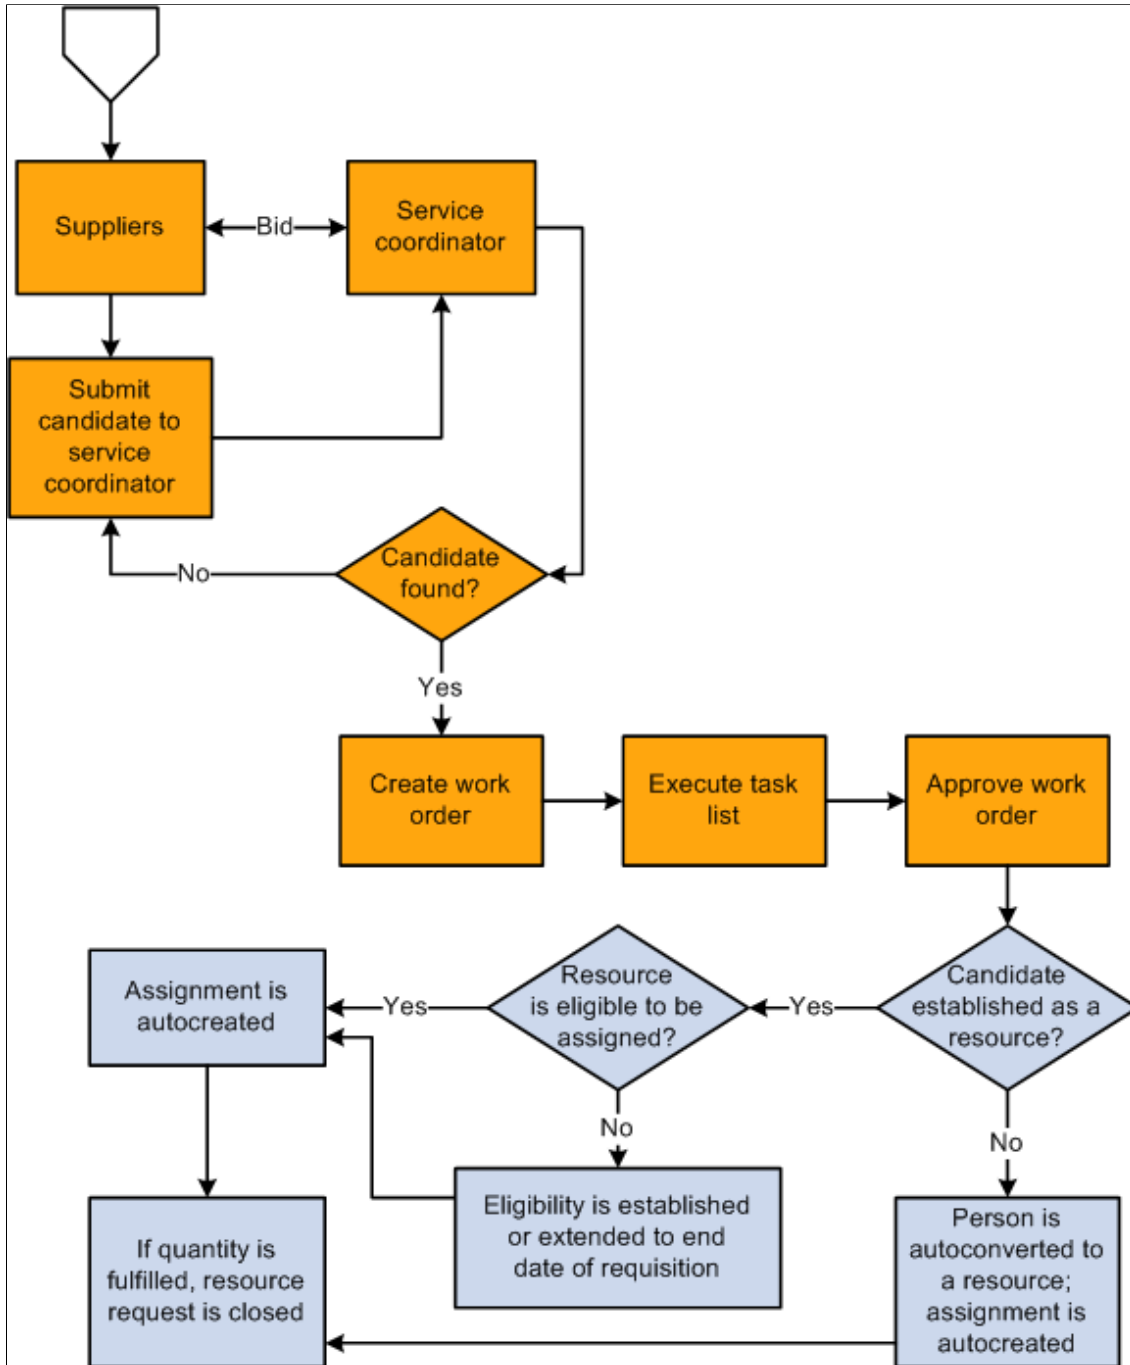 Suppliers
Bid
Service
coordinator
Submit
candidate to
service
coordinator
No
Candidate
found?
Yes
Create work
order
Execute task
list
Approve work
order
Assignment is
autocreated
Yes
Resource
is eligible to be
assigned?
Yes
Candidate
established as a
resource?
No
No
If quantity is
fulfilled, resource
request is closed
Eligibility is established
or extended to end
date of requisition
Person is
autoconverted to
a resource;
assignment is
autocreated